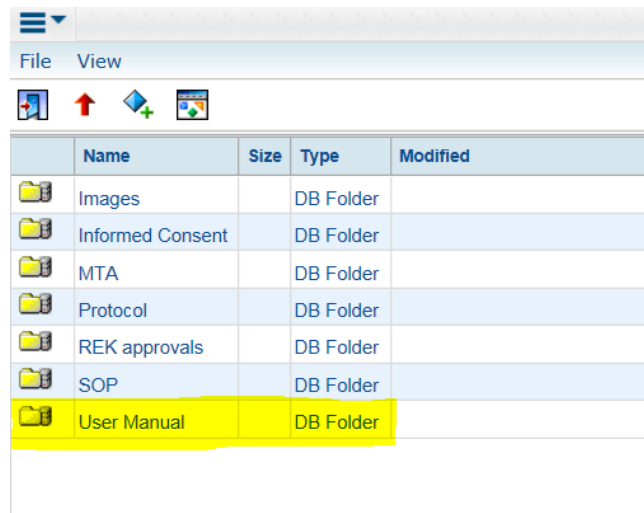 File View
Name Size Type Modified
Images DB Folder
Informed Consent DB Folder
MTA DB Folder
Protocol DB Folder
REK approvals DB Folder
SOP DB Folder
User Manual DB Folder